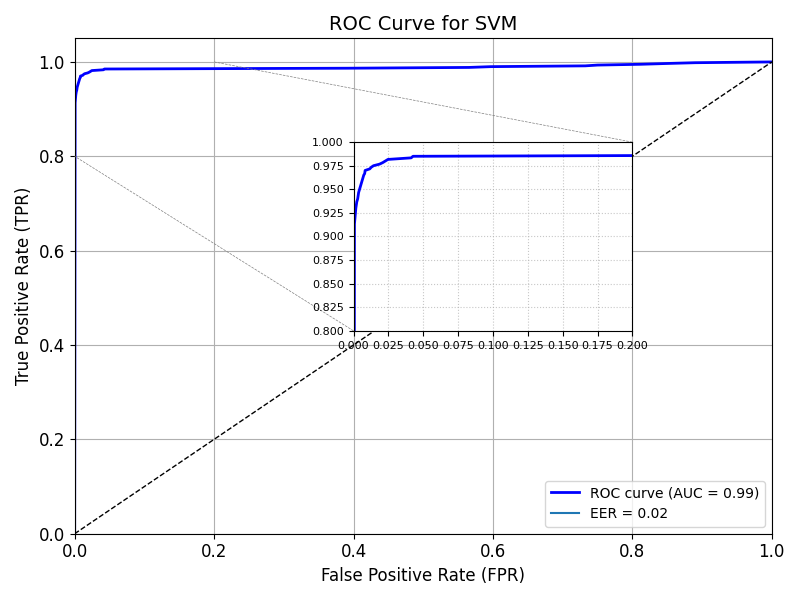 ROC Curve for SVM
True Positive Rate (TPR)
1.0
0.8
0.6
0.4
0.2
0.0
1.000
0.975
0.950
0.925
0.900
0.875
0.850
0.825
0.800
0.000 0.025 0.050 0.075 0.100 0.125 0.150 0.175 0.200
ROC curve (AUC = 0.99)
EER = 0.02
0.0 0.2 0.4 0.6 0.8 1.0
False Positive Rate (FPR)